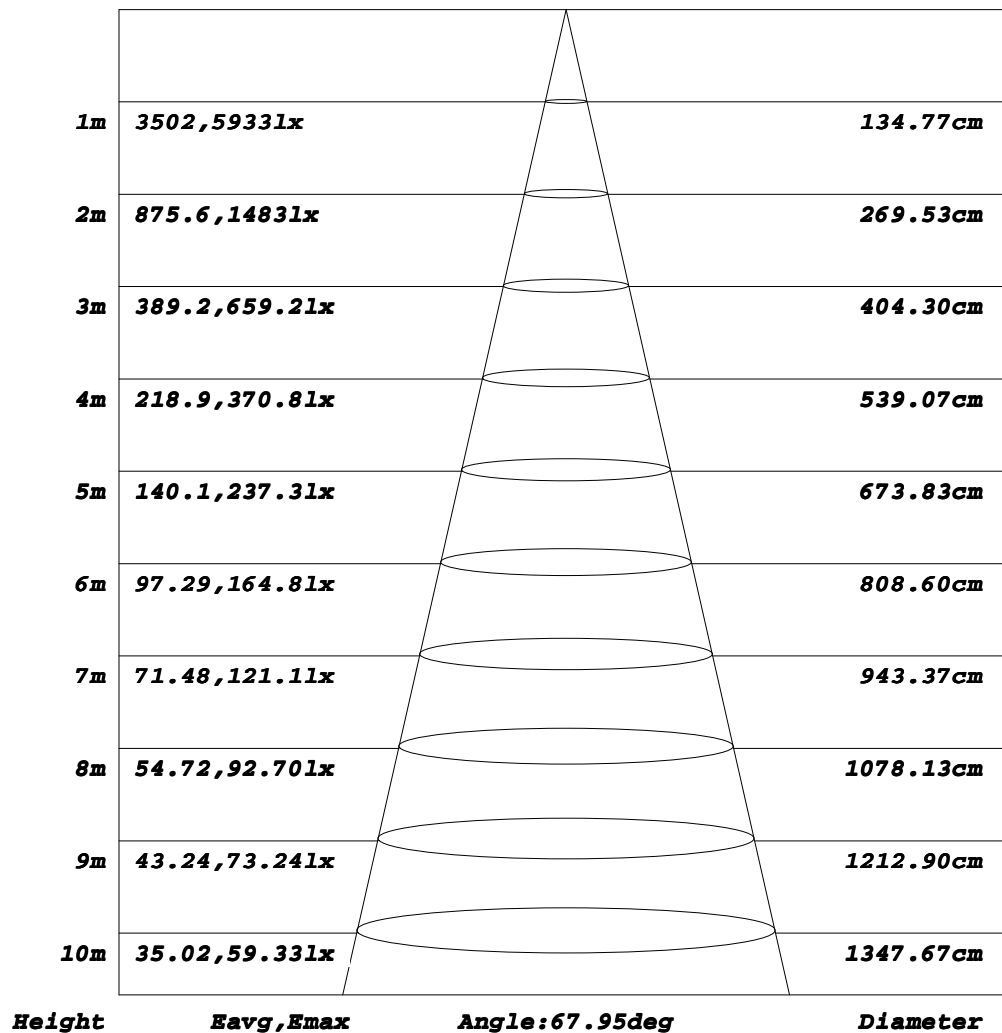 1m 3502,5933lx 134.77cm
2m 875.6,1483lx 269.53cm
3m 389.2,659.2lx 404.30cm
4m 218.9,370.8lx 539.07cm
5m 140.1,237.3lx 673.83cm
6m 97.29,164.8lx 808.60cm
7m 71.48,121.1lx 943.37cm
8m 54.72,92.70lx 1078.13cm
9m 43.24,73.24lx 1212.90cm
10m 35.02,59.33lx 1347.67cm
Height Eavg,Emax Angle:67.95deg Diameter